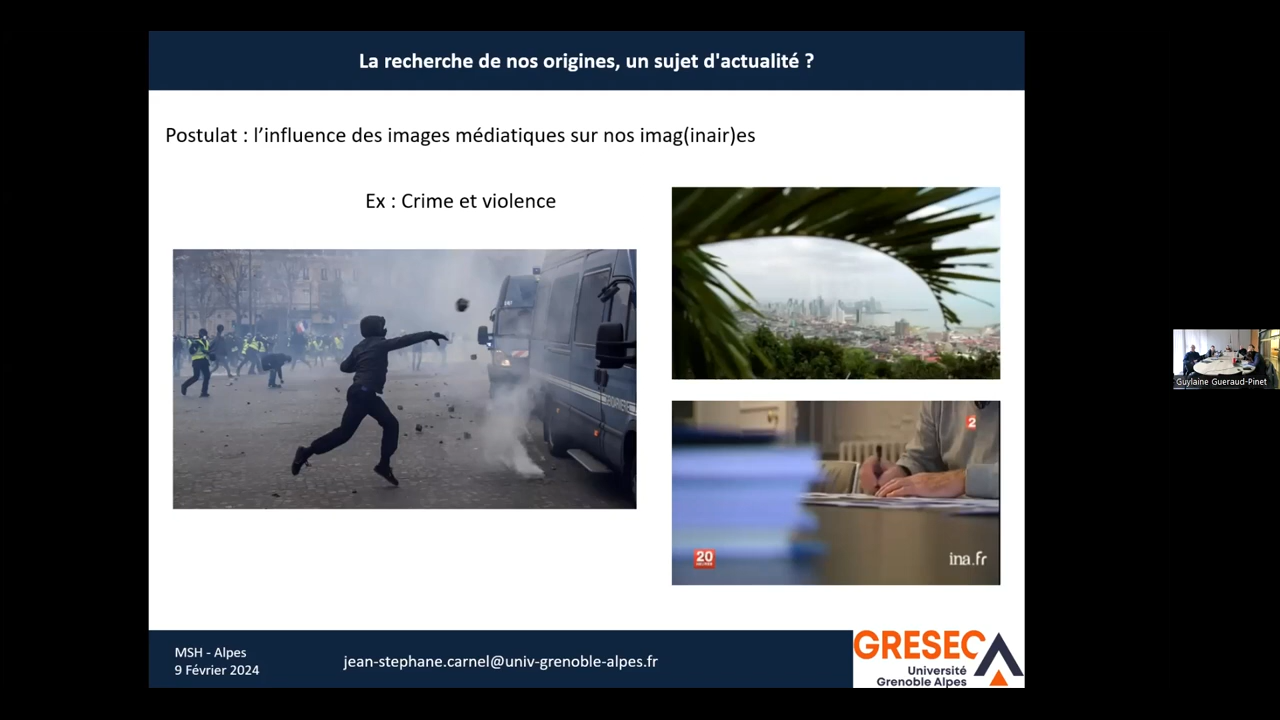 La recherche de nos origines, un sujet d'actualité ?
Postulat : l’influence des images médiatiques sur nos imag(inair)es
Ex : Crime et violence
2
20
ina.fr
Guylaine Gueraud-Pinet
MSH - Alpes
9 Février 2024
jean-stephane.carnel@univ-grenoble-alpes.fr
GRESEC
Université
Grenoble Alpes